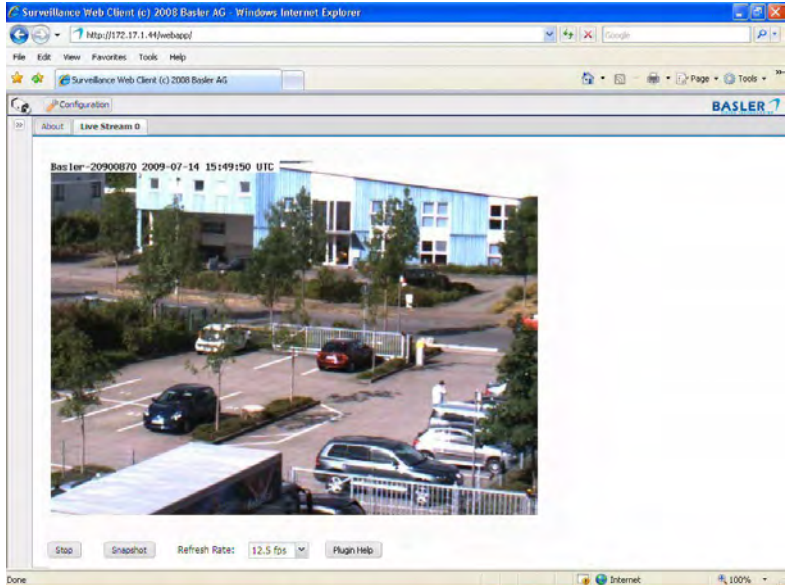 Surveillance Web Client (c) 2008 Basler AG - Windows Internet Explorer
http://172.17.1.44/webapp/
Google
File Edit View Favorites Tools Help
Surveillance Web Client (c) 2008 Basler AG
Page Tools
Configuration
BASLER
About Live Stream 0
Basler-20900870 2009-07-14 15:49:50 UTC
Stop Snapshot Refresh Rate: 12.5 fps Plugin Help
Done Internet 100%